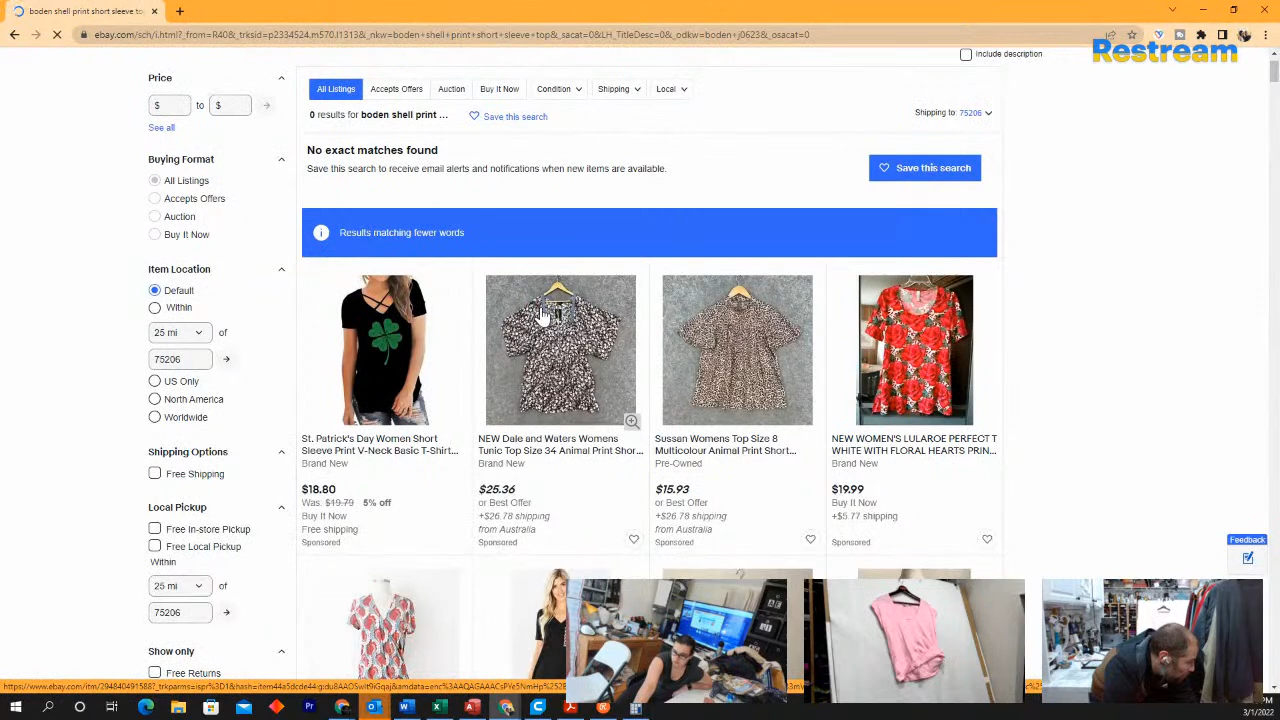 boden shell print short sleeve to
ebay.com/sch/i.html?_from=R40&_trksid=p2334524.m570.l1313&_nkw=boden+shell+print+short+sleeve+top&_sacat=0&LH_TitleDesc=0&_odkw=boden+j0623&_osacat=0
Restream
Include description
Price
$ to $
See all
Buying Format
All Listings
Accepts Offers
Auction
Buy It Now
Item Location
Default
Within
25 mi of
75206
US Only
North America
Worldwide
Shipping Options
Free Shipping
Local Pickup
Free In-store Pickup
Free Local Pickup
Within
25 mi of
75206
Show only
Free Returns
All Listings Accepts Offers Auction Buy It Now Condition Shipping Local
0 results for boden shell print ... Save this search
Shipping to: 75206
No exact matches found
Save this search to receive email alerts and notifications when new items are available.
Save this search
Results matching fewer words
St. Patrick's Day Women Short
Sleeve Print V-Neck Basic T-Shirt...
Brand New
$18.80
Was: $19.79 5% off
Buy It Now
Free shipping
Sponsored
NEW Dale and Waters Womens
Tunic Top Size 34 Animal Print Shor...
Brand New
$25.36
or Best Offer
+$26.78 shipping
from Australia
Sponsored
Sussan Womens Top Size 8
Multicolour Animal Print Short...
Pre-Owned
$15.93
or Best Offer
+$26.78 shipping
from Australia
Sponsored
NEW WOMEN'S LULAROE PERFECT T
WHITE WITH FLORAL HEARTS PRIN...
Brand New
$19.99
Buy It Now
+$5.77 shipping
Sponsored
Feedback
PM
3/1/2022